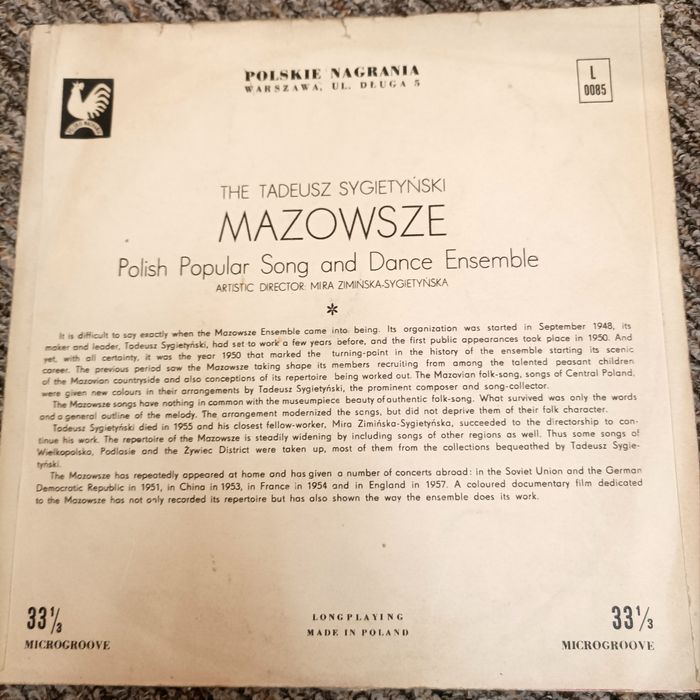 POLSKIE NAGRANIA
WARSZAWA, UL. DŁUGA 5
L
0085
POLSKIE NAGRANIA
THE TADEUSZ SYGIETYŃSKI
MAZOWSZE
Polish Popular Song and Dance Ensemble
ARTISTIC DIRECTOR: MIRA ZIMIŃSKA-SYGIETYŃSKA
*
It is difficult to say exactly when the Mazowsze Ensemble came into being. Its organization was started in September 1948, its
maker and leader, Tadeusz Sygietyński, had set to work a few years before, and the first public appearances took place in 1950. And
yet, with all certainty, it was the year 1950 that marked the turning-point in the history of the ensemble starting its scenic
career. The previous period saw the Mazowsze taking shape its members recruiting from among the talented peasant children
of the Mazovian countryside and also conceptions of its repertoire being worked out. The Mazovian folk-song, songs of Central Poland,
were given new colours in their arrangements by Tadeusz Sygietyński, the prominent composer and song-collector.
The Mazowsze songs have nothing in common with the museumpiece beauty of authentic folk-song. What survived was only the words
and a general outline of the melody. The arrangement modernized the songs, but did not deprive them of their folk character.
Tadeusz Sygietyński died in 1955 and his closest fellow-worker, Mira Zimińska-Sygietyńska, succeeded to the directorship to con-
tinue his work. The repertoire of the Mazowsze is steadily widening by including songs of other regions as well. Thus some songs of
Wielkopolska, Podlasie and the Żywiec District were taken up, most of them from the collections bequeathed by Tadeusz Sygie-
tyński.
The Mazowsze has repeatedly appeared at home and has given a number of concerts abroad: in the Soviet Union and the German
Democratic Republic in 1951, in China in 1953, in France in 1954 and in England in 1957. A coloured documentary film dedicated
to the Mazowsze has not only recorded its repertoire but has also shown the way the ensemble does its work.
33 1/3
MICROGROOVE
LONGPLAYING
MADE IN POLAND
33 1/3
MICROGROOVE